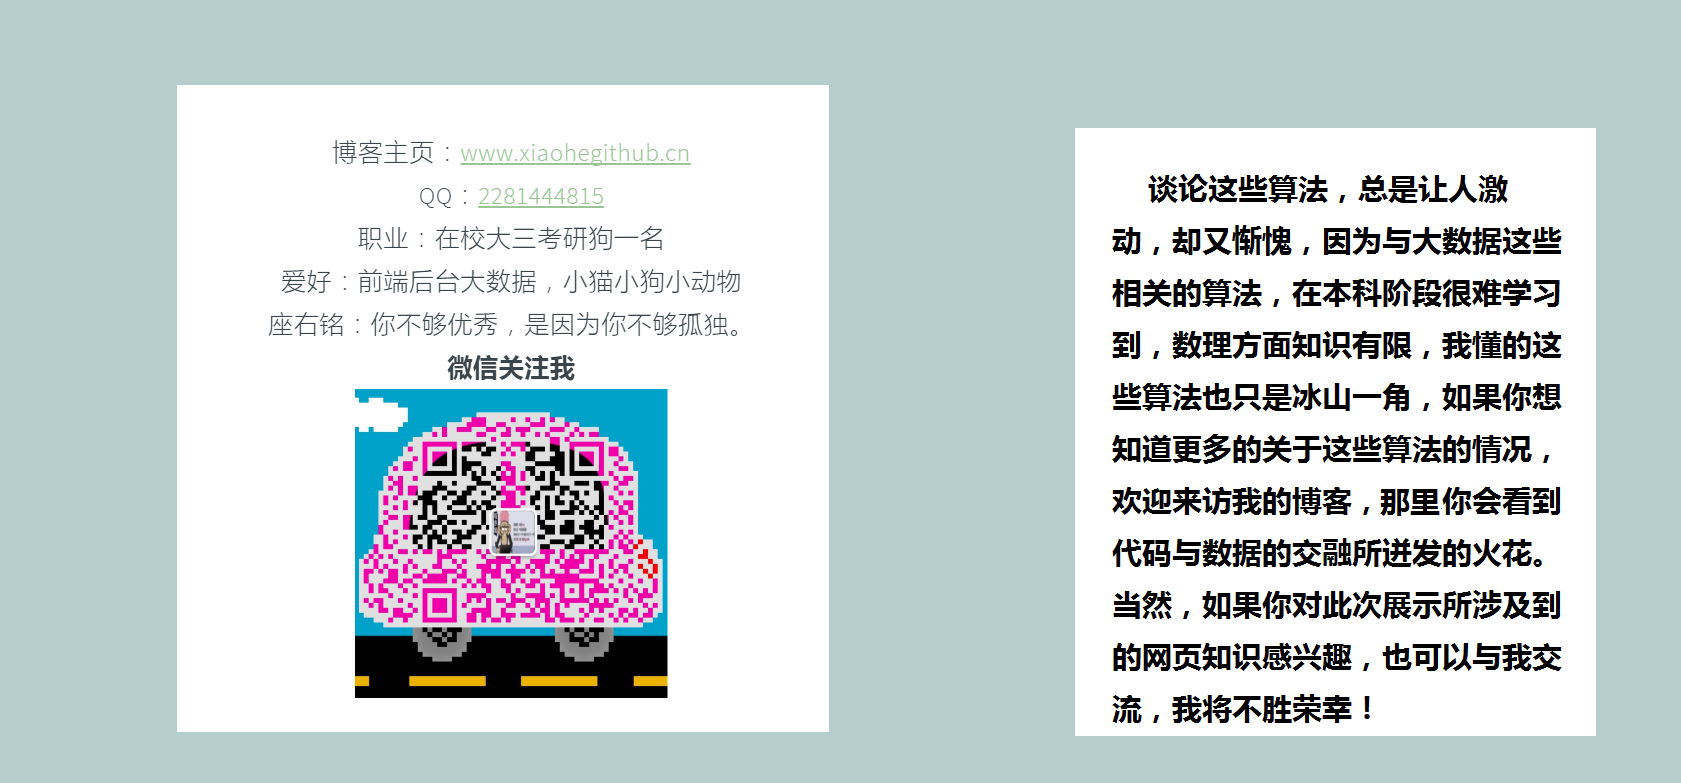 博客主页：www.xiaohegithub.cn
QQ：2281444815
职业：在校大三考研狗一名
爱好：前端后台大数据，小猫小狗小动物
座右铭：你不够优秀，是因为你不够孤独。
微信关注我
谈论这些算法，总是让人激
动，却又惭愧，因为与大数据这些
相关的算法，在本科阶段很难学习
到，数理方面知识有限，我懂的这
些算法也只是冰山一角，如果你想
知道更多的关于这些算法的情况，
欢迎来访我的博客，那里你会看到
代码与数据的交融所迸发的火花。
当然，如果你对此次展示所涉及到
的网页知识感兴趣，也可以与我交
流，我将不胜荣幸！